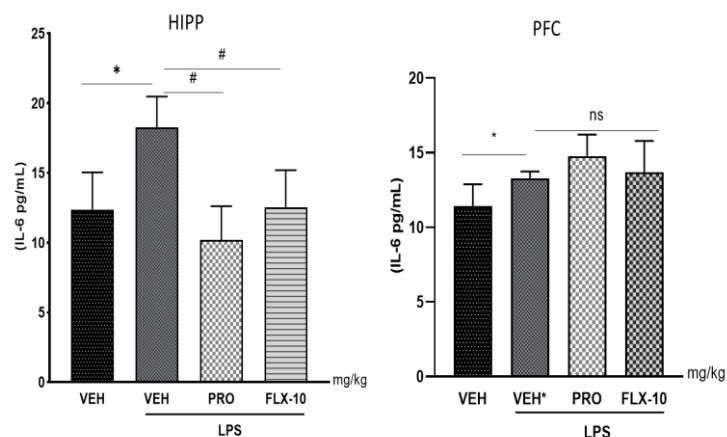 HIPP
*
#
#
(IL-6 pg/mL)
25
20
15
10
5
0
VEH VEH PRO FLX-10
mg/kg
LPS
PFC
*
ns
(IL-6 pg/mL)
20
15
10
5
0
VEH VEH* PRO FLX-10
mg/kg
LPS